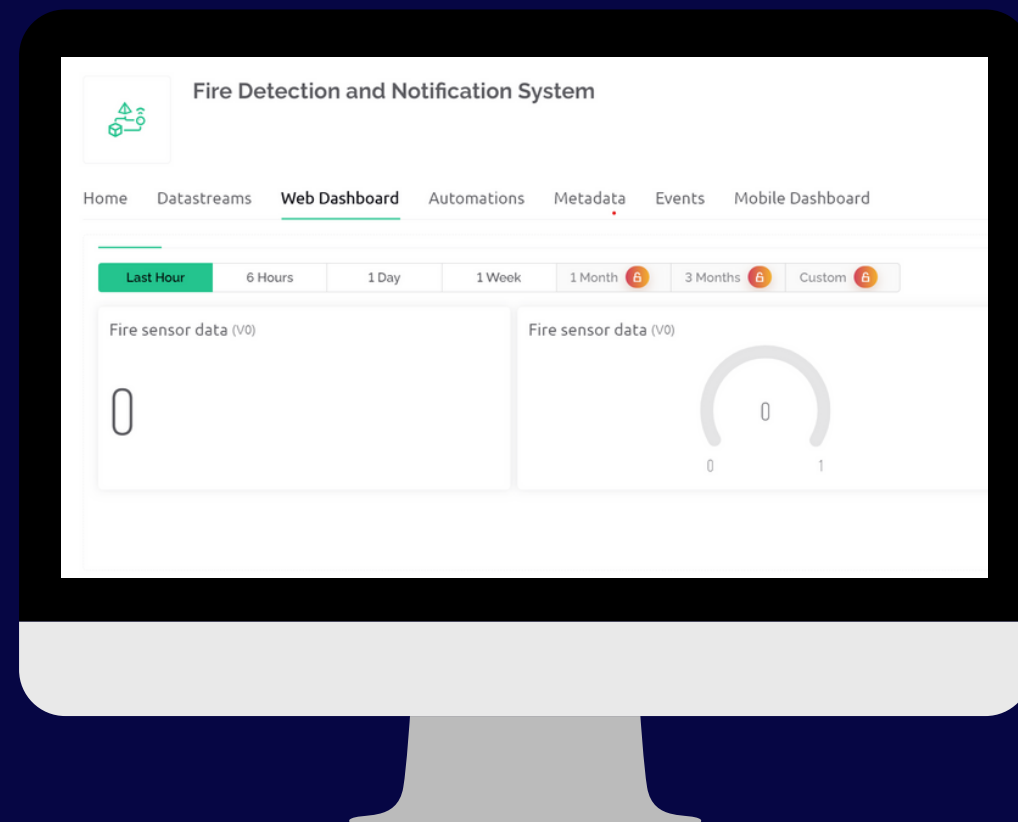 Fire Detection and Notification System
Home Datastreams Web Dashboard Automations Metadata Events Mobile Dashboard
Last Hour 6 Hours 1 Day 1 Week 1 Month 3 Months Custom
Fire sensor data (V0) Fire sensor data (V0)
0 0
0 1